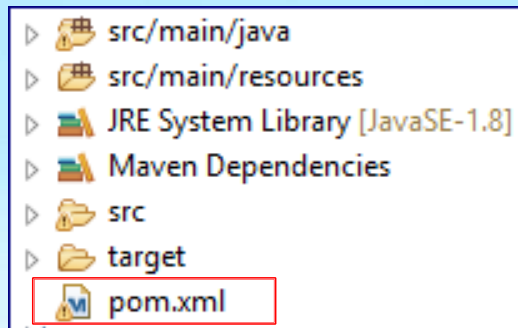 src/main/java
src/main/resources
JRE System Library [JavaSE-1.8]
Maven Dependencies
src
target
pom.xml